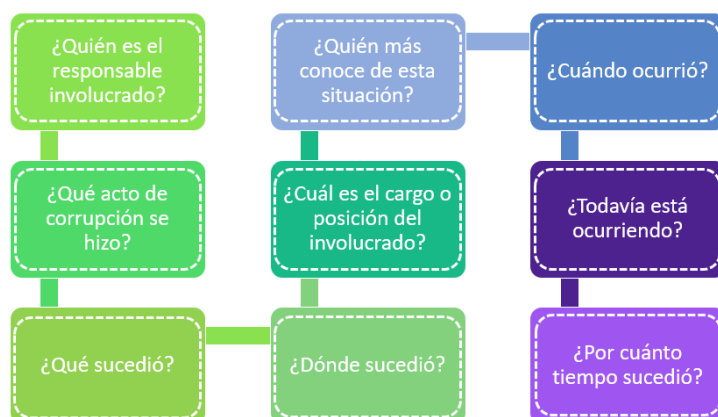 ¿Quién es el
responsable
involucrado?
¿Qué acto de
corrupción se
hizo?
¿Qué sucedió?
¿Dónde sucedió?
¿Cuál es el cargo o
posición del
involucrado?
¿Quién más
conoce de esta
situación?
¿Cuándo ocurrió?
¿Todavía está
ocurriendo?
¿Por cuánto
tiempo sucedió?